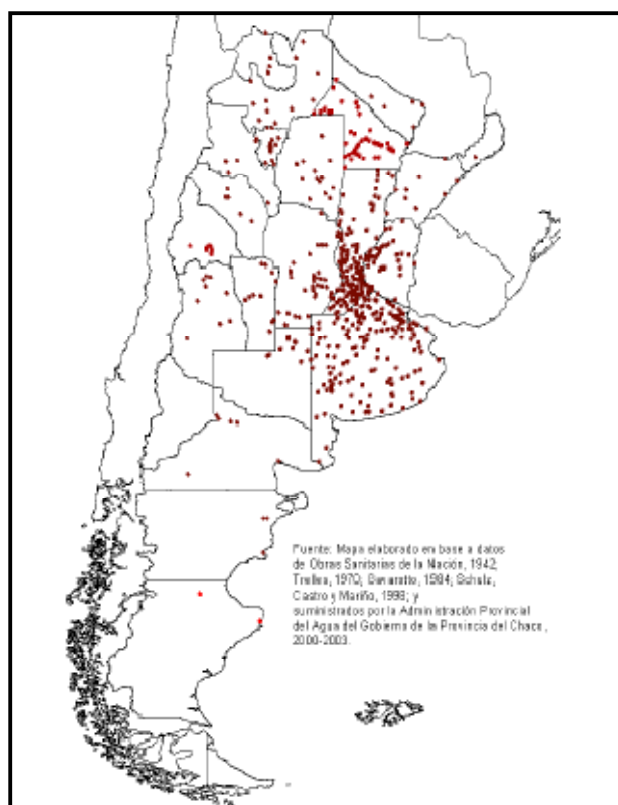 Fuente: Mapa elaborado en base a datos
de Obras Sanitarias de la Nación, 1942;
Trelles, 1970; Benarotto, 1984; Schulz,
Castro y Mariño, 1998; y
suministrados por la Administración Provincial
del Agua del Gobierno de la Provincia del Chaco,
2000-2003.